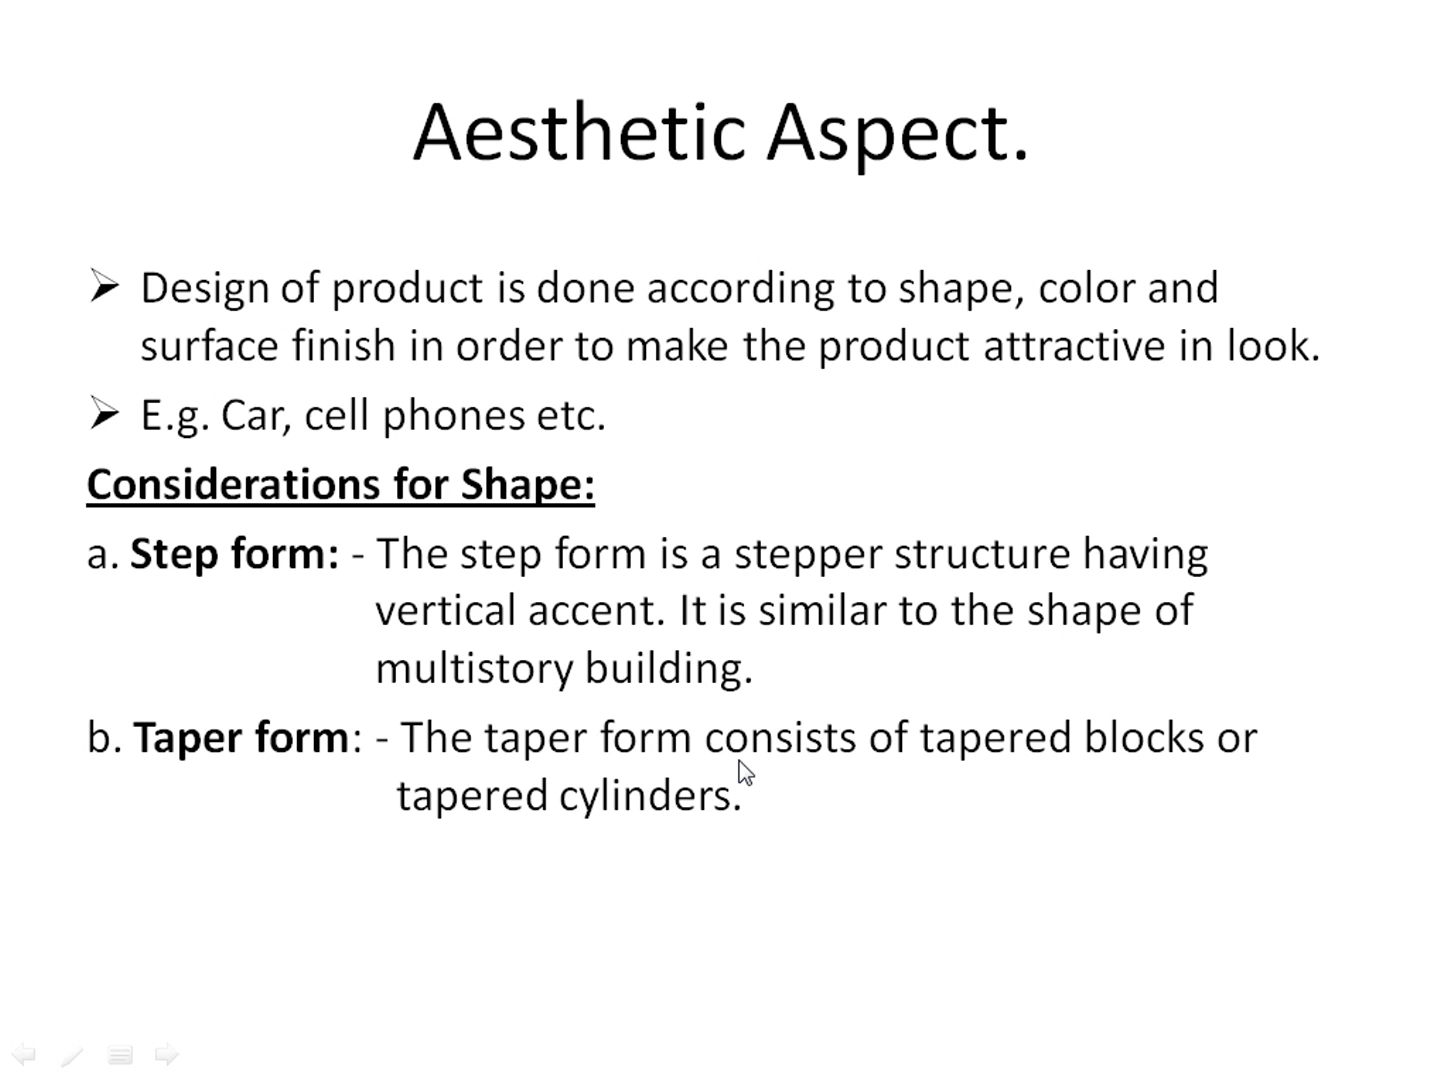 Aesthetic Aspect.
Design of product is done according to shape, color and
surface finish in order to make the product attractive in look.
E.g. Car, cell phones etc.
Considerations for Shape:
a. Step form: - The step form is a stepper structure having
vertical accent. It is similar to the shape of
multistory building.
b. Taper form: - The taper form consists of tapered blocks or
tapered cylinders.